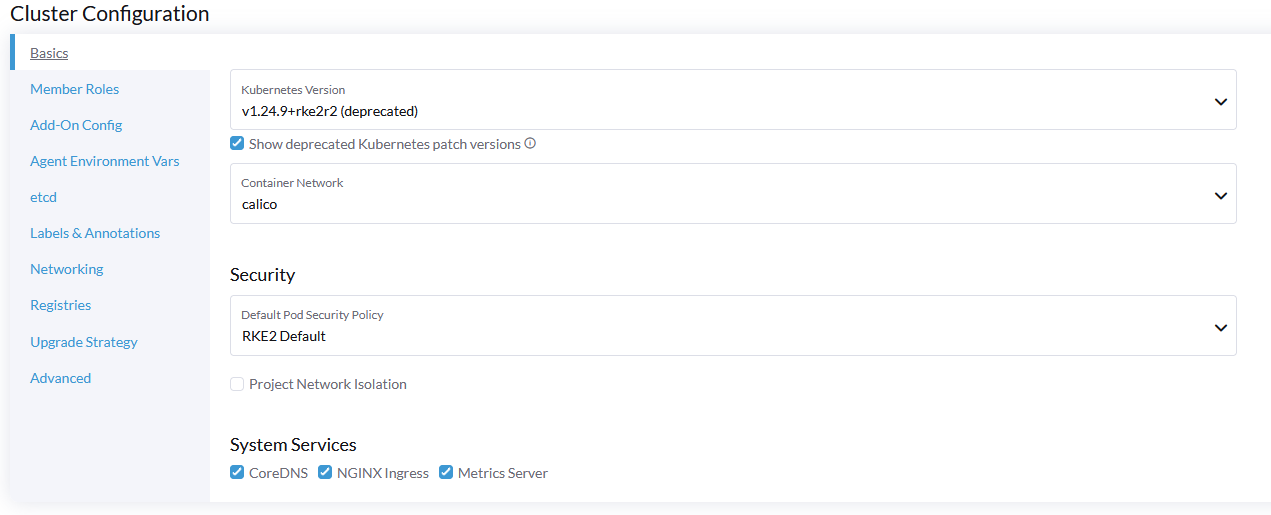 Cluster Configuration
Basics
Member Roles
Add-On Config
Agent Environment Vars
etcd
Labels & Annotations
Networking
Registries
Upgrade Strategy
Advanced
Kubernetes Version
v1.24.9+rke2r2 (deprecated)
Show deprecated Kubernetes patch versions
Container Network
calico
Security
Default Pod Security Policy
RKE2 Default
Project Network Isolation
System Services
CoreDNS NGINX Ingress Metrics Server